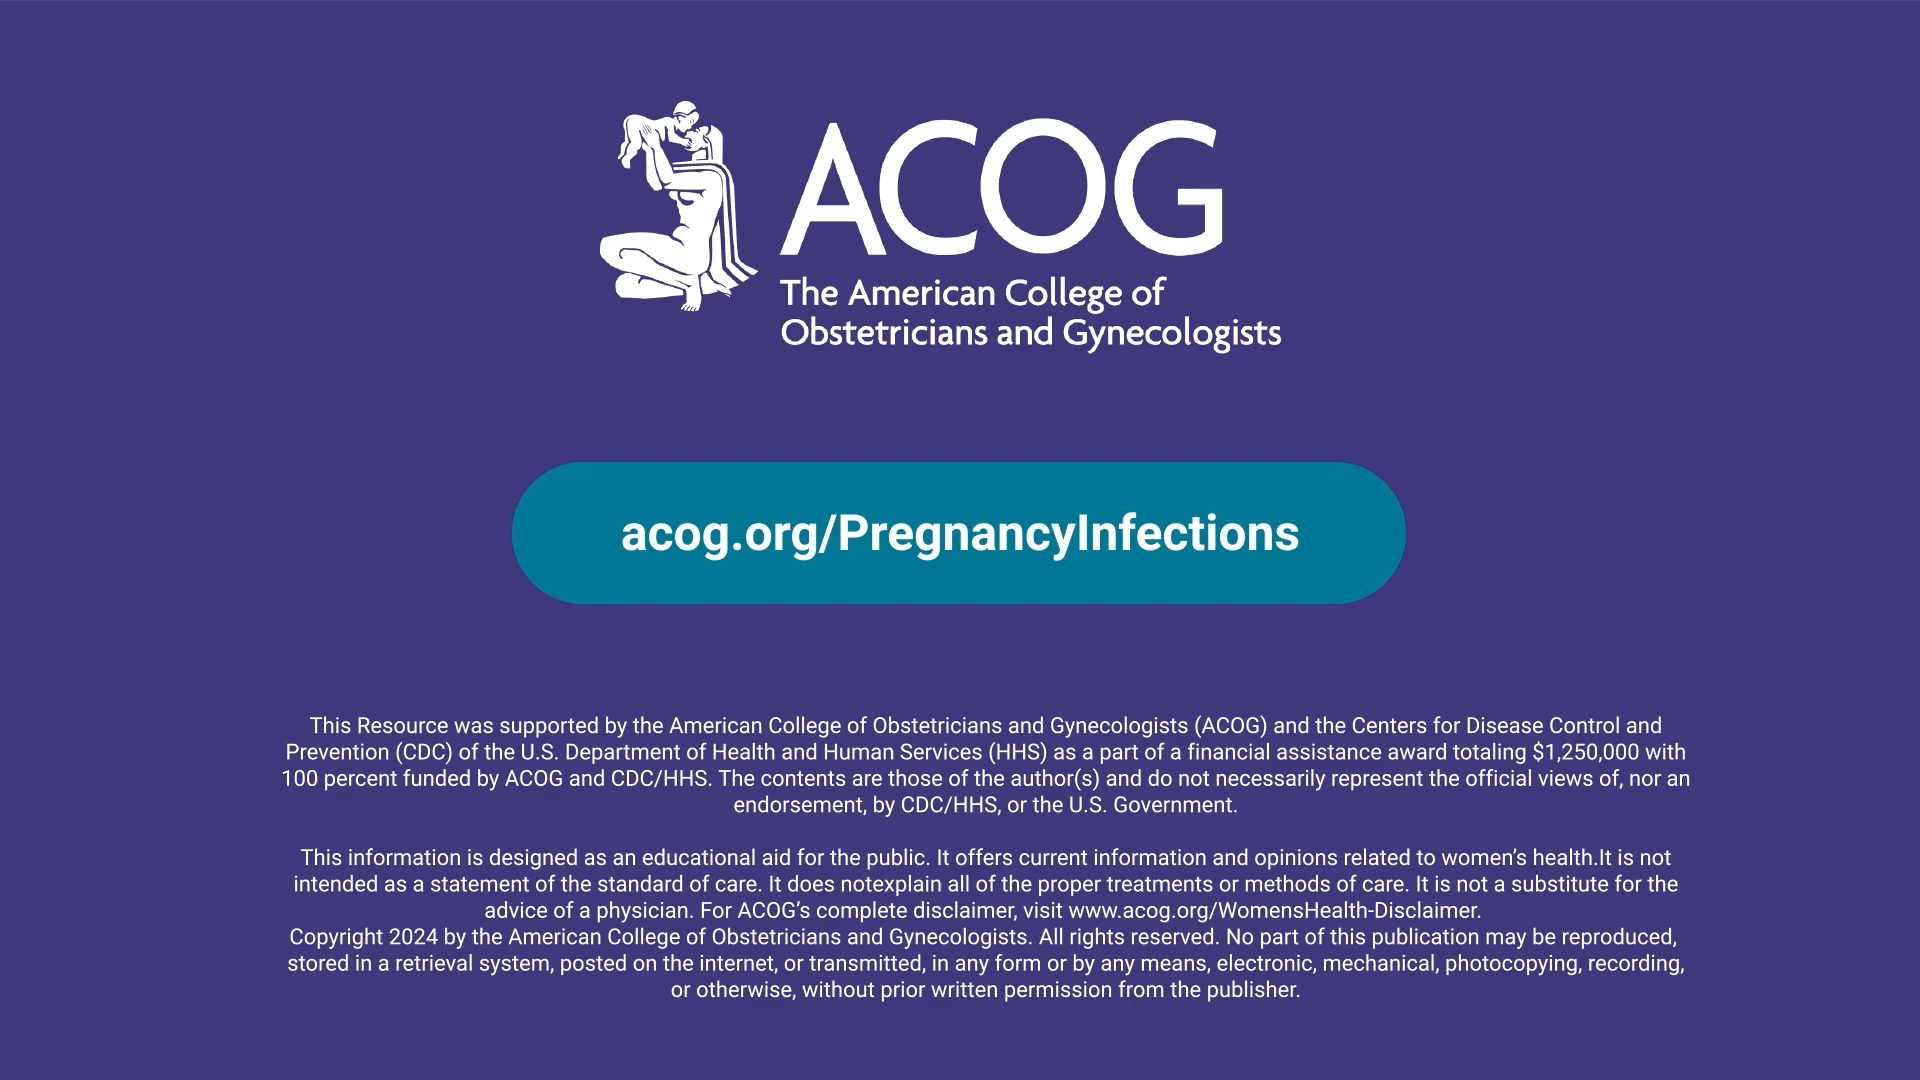 ACOG
The American College of
Obstetricians and Gynecologists
acog.org/PregnancyInfections
This Resource was supported by the American College of Obstetricians and Gynecologists (ACOG) and the Centers for Disease Control and
Prevention (CDC) of the U.S. Department of Health and Human Services (HHS) as a part of a financial assistance award totaling $1,250,000 with
100 percent funded by ACOG and CDC/HHS. The contents are those of the author(s) and do not necessarily represent the official views of, nor an
endorsement, by CDC/HHS, or the U.S. Government.
This information is designed as an educational aid for the public. It offers current information and opinions related to women’s health.It is not
intended as a statement of the standard of care. It does notexplain all of the proper treatments or methods of care. It is not a substitute for the
advice of a physician. For ACOG’s complete disclaimer, visit www.acog.org/WomensHealth-Disclaimer.
Copyright 2024 by the American College of Obstetricians and Gynecologists. All rights reserved. No part of this publication may be reproduced,
stored in a retrieval system, posted on the internet, or transmitted, in any form or by any means, electronic, mechanical, photocopying, recording,
or otherwise, without prior written permission from the publisher.